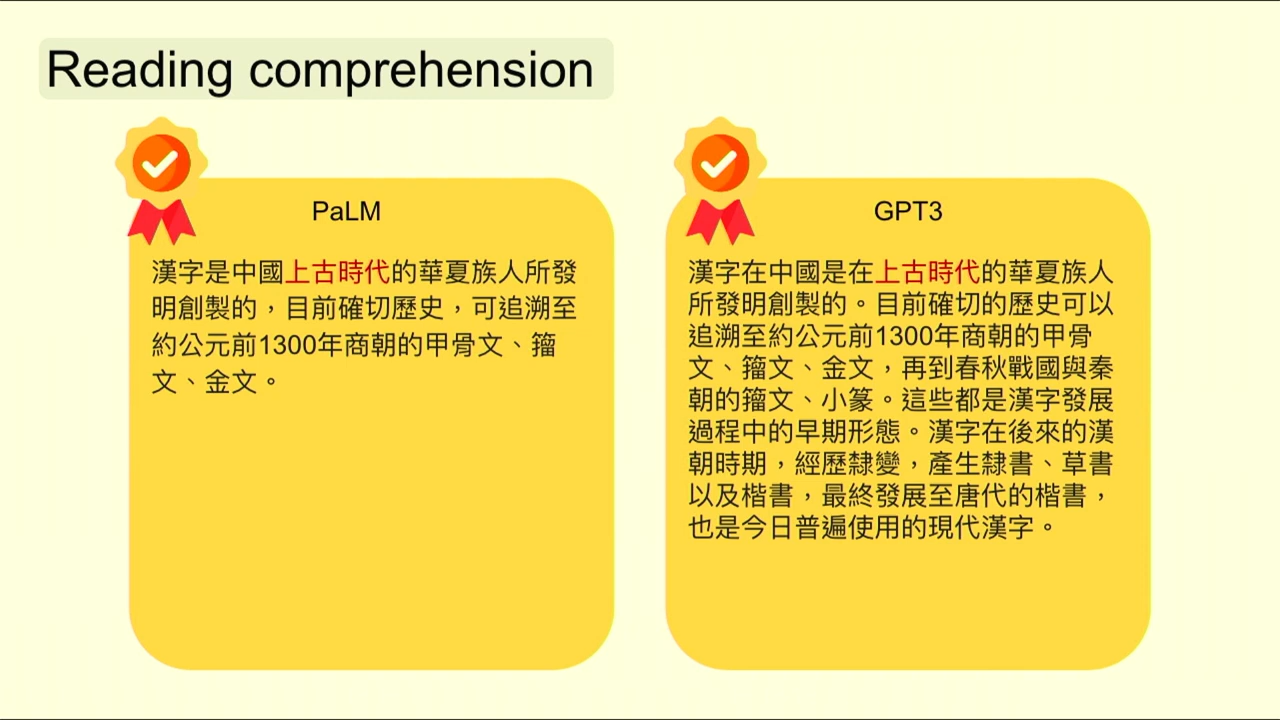 Reading comprehension
PaLM
漢字是中國上古時代的華夏族人所發
明創製的，目前確切歷史，可追溯至
約公元前1300年商朝的甲骨文、籀
文、金文。
GPT3
漢字在中國是在上古時代的華夏族人
所發明創製的。目前確切的歷史可以
追溯至約公元前1300年商朝的甲骨
文、籀文、金文，再到春秋戰國與秦
朝的籀文、小篆。這些都是漢字發展
過程中的早期形態。漢字在後來的漢
朝時期，經歷隸變，產生隸書、草書
以及楷書，最終發展至唐代的楷書，
也是今日普遍使用的現代漢字。